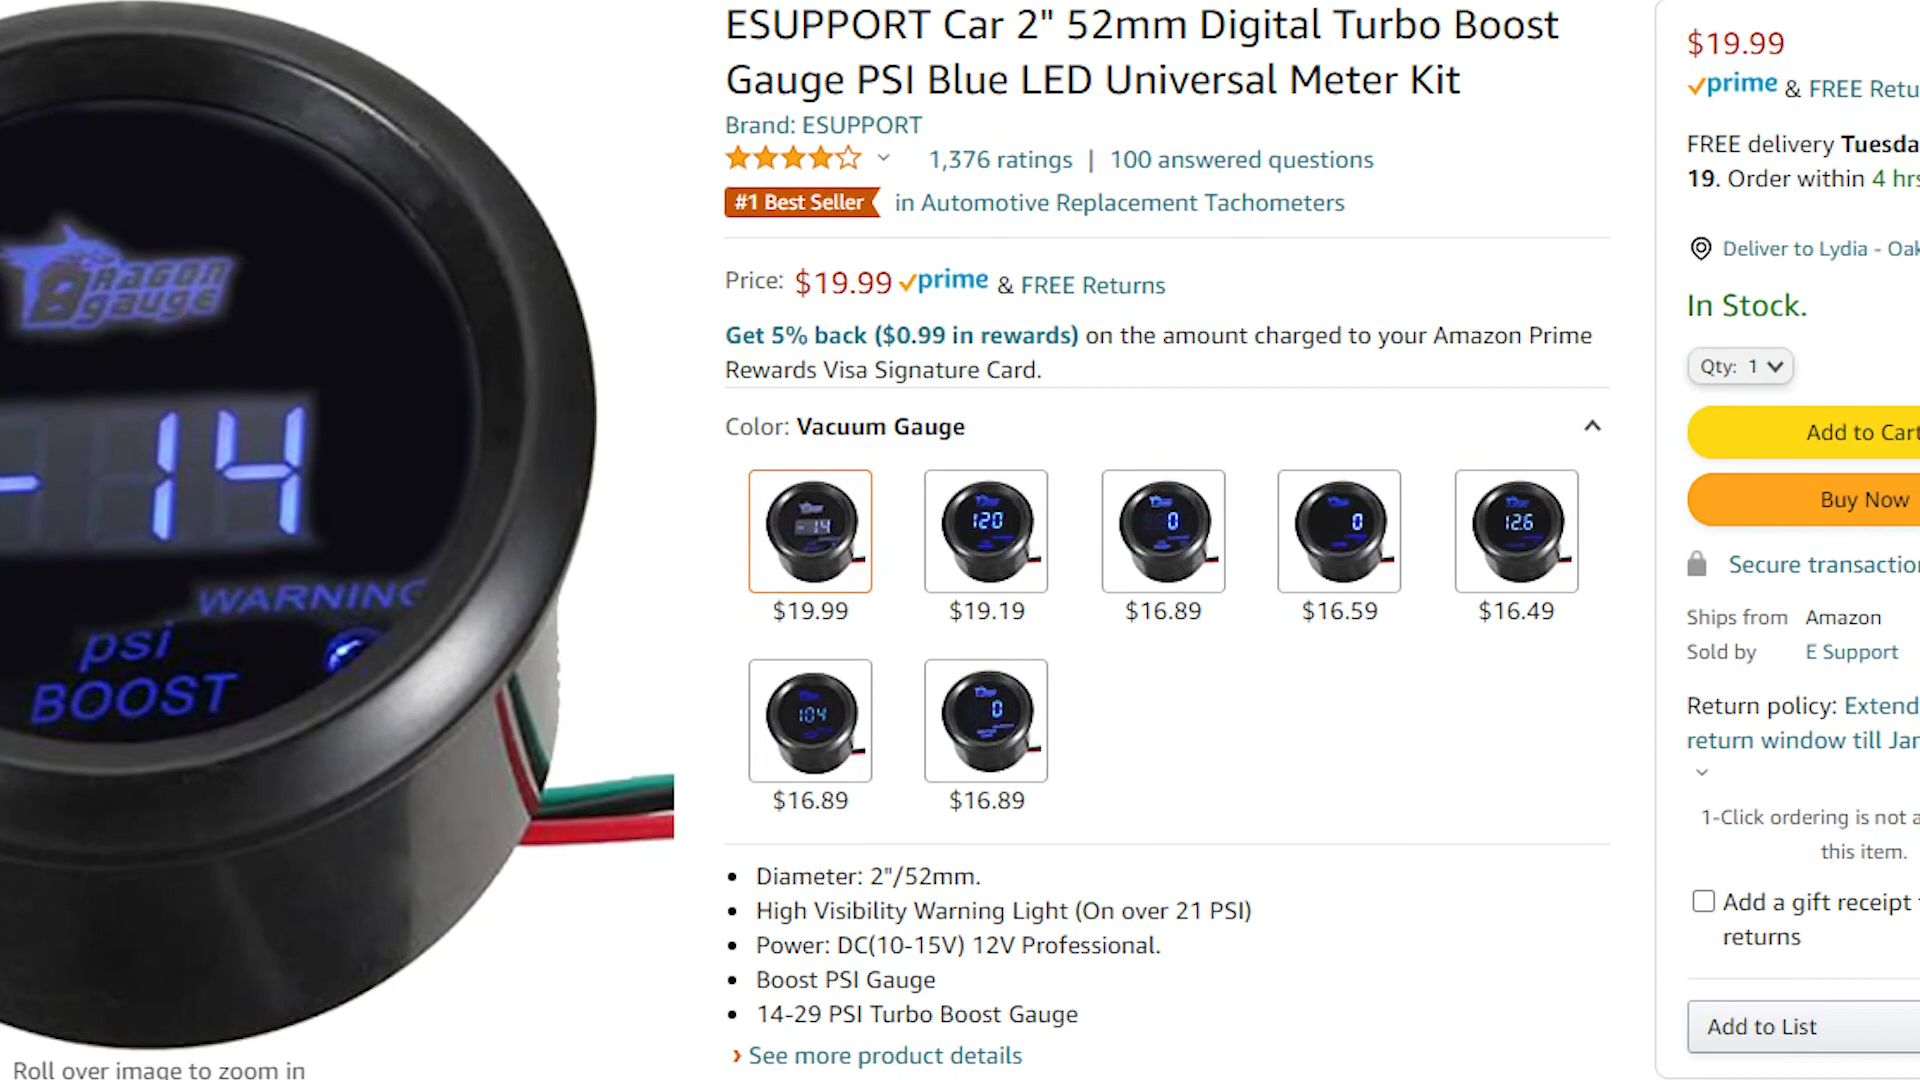 DRAGON
gauge
- 14
WARNING
psi
BOOST
Roll over image to zoom in
ESUPPORT Car 2" 52mm Digital Turbo Boost
Gauge PSI Blue LED Universal Meter Kit
Brand: ESUPPORT
1,376 ratings | 100 answered questions
#1 Best Seller in Automotive Replacement Tachometers
Price: $19.99 prime & FREE Returns
Get 5% back ($0.99 in rewards) on the amount charged to your Amazon Prime
Rewards Visa Signature Card.
Color: Vacuum Gauge
-14 120 0 0 12.6
$19.99 $19.19 $16.89 $16.59 $16.49
104 0
$16.89 $16.89
Diameter: 2"/52mm.
High Visibility Warning Light (On over 21 PSI)
Power: DC(10-15V) 12V Professional.
Boost PSI Gauge
14-29 PSI Turbo Boost Gauge
› See more product details
$19.99
prime & FREE Retu
FREE delivery Tuesda
19. Order within 4 hrs
Deliver to Lydia - Oak
In Stock.
Qty: 1
Add to Cart
Buy Now
Secure transactio
Ships from Amazon
Sold by E Support
Return policy: Extend
return window till Jan
1-Click ordering is not a
this item.
Add a gift receipt f
returns
Add to List